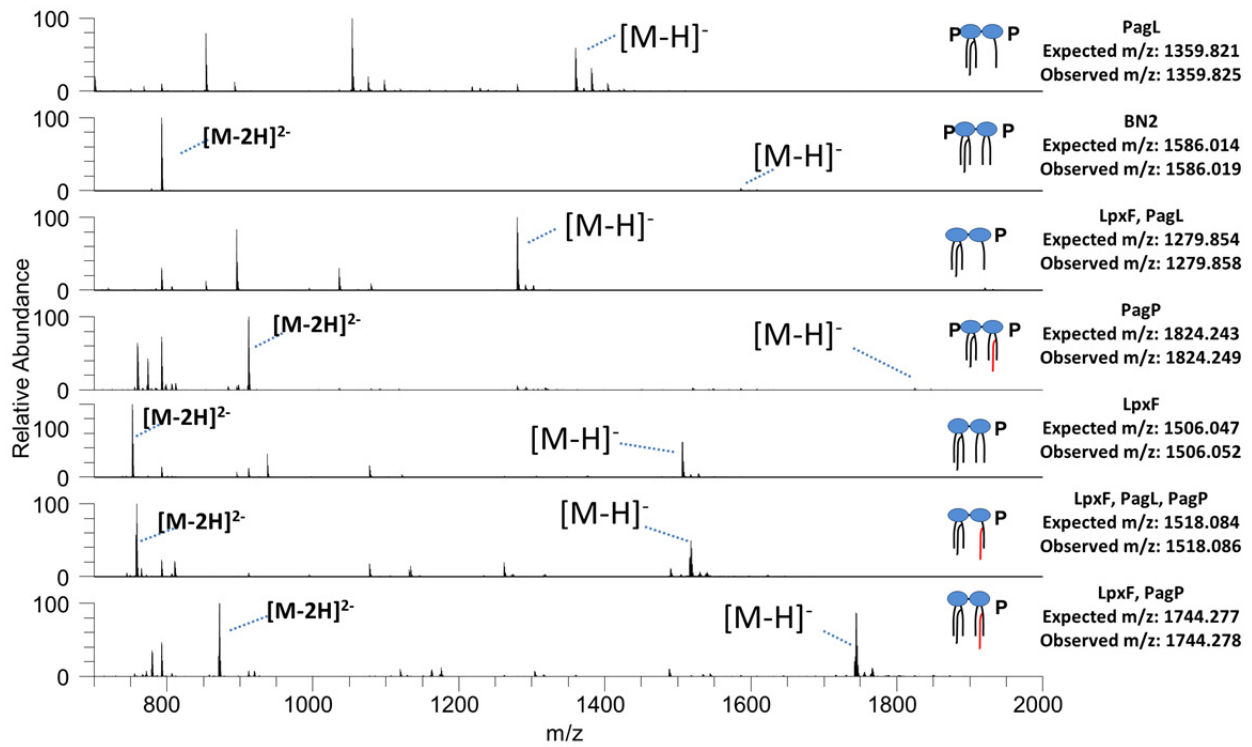 100
0
[M-H]-
P P
PagL
Expected m/z: 1359.821
Observed m/z: 1359.825
100
0
[M-2H]2-
[M-H]-
P P
BN2
Expected m/z: 1586.014
Observed m/z: 1586.019
100
0
[M-H]-
P
LpxF, PagL
Expected m/z: 1279.854
Observed m/z: 1279.858
Relative Abundance
100
0
[M-2H]2-
[M-H]-
P P
PagP
Expected m/z: 1824.243
Observed m/z: 1824.249
100
0
[M-2H]2-
[M-H]-
P
LpxF
Expected m/z: 1506.047
Observed m/z: 1506.052
100
0
[M-2H]2-
[M-H]-
P
LpxF, PagL, PagP
Expected m/z: 1518.084
Observed m/z: 1518.086
100
0
[M-2H]2-
[M-H]-
P
LpxF, PagP
Expected m/z: 1744.277
Observed m/z: 1744.278
800 1000 1200 1400 1600 1800 2000
m/z